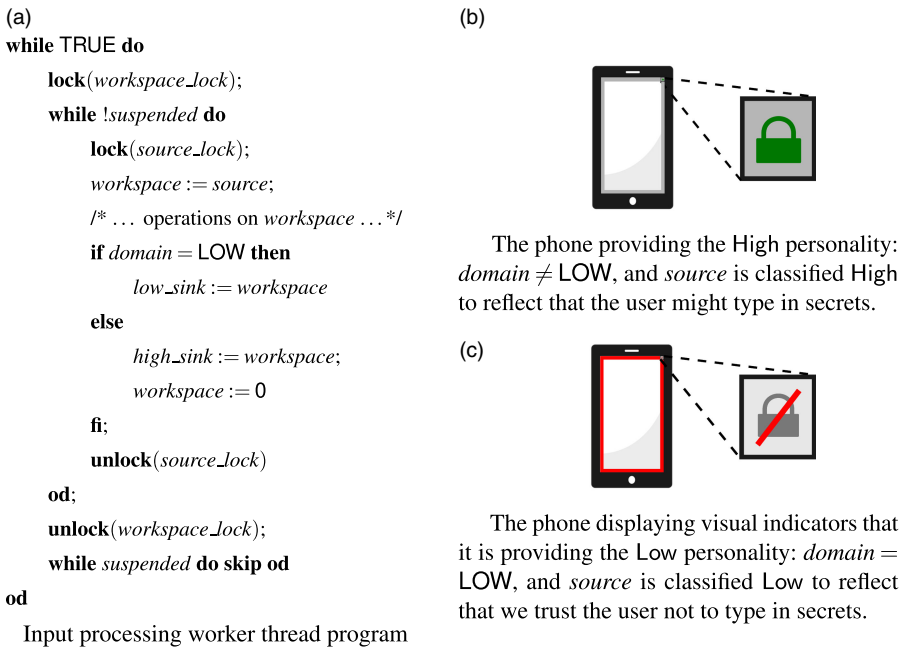 (a)
while TRUE do
lock(workspace_lock);
while !suspended do
lock(source_lock);
workspace := source;
/* … operations on workspace … */
if domain = LOW then
low_sink := workspace
else
high_sink := workspace;
workspace := 0
fi;
unlock(source_lock)
od;
unlock(workspace_lock);
while suspended do skip od
od
Input processing worker thread program
(b)
The phone providing the High personality:
domain ≠ LOW, and source is classified High
to reflect that the user might type in secrets.
(c)
The phone displaying visual indicators that
it is providing the Low personality: domain =
LOW, and source is classified Low to reflect
that we trust the user not to type in secrets.